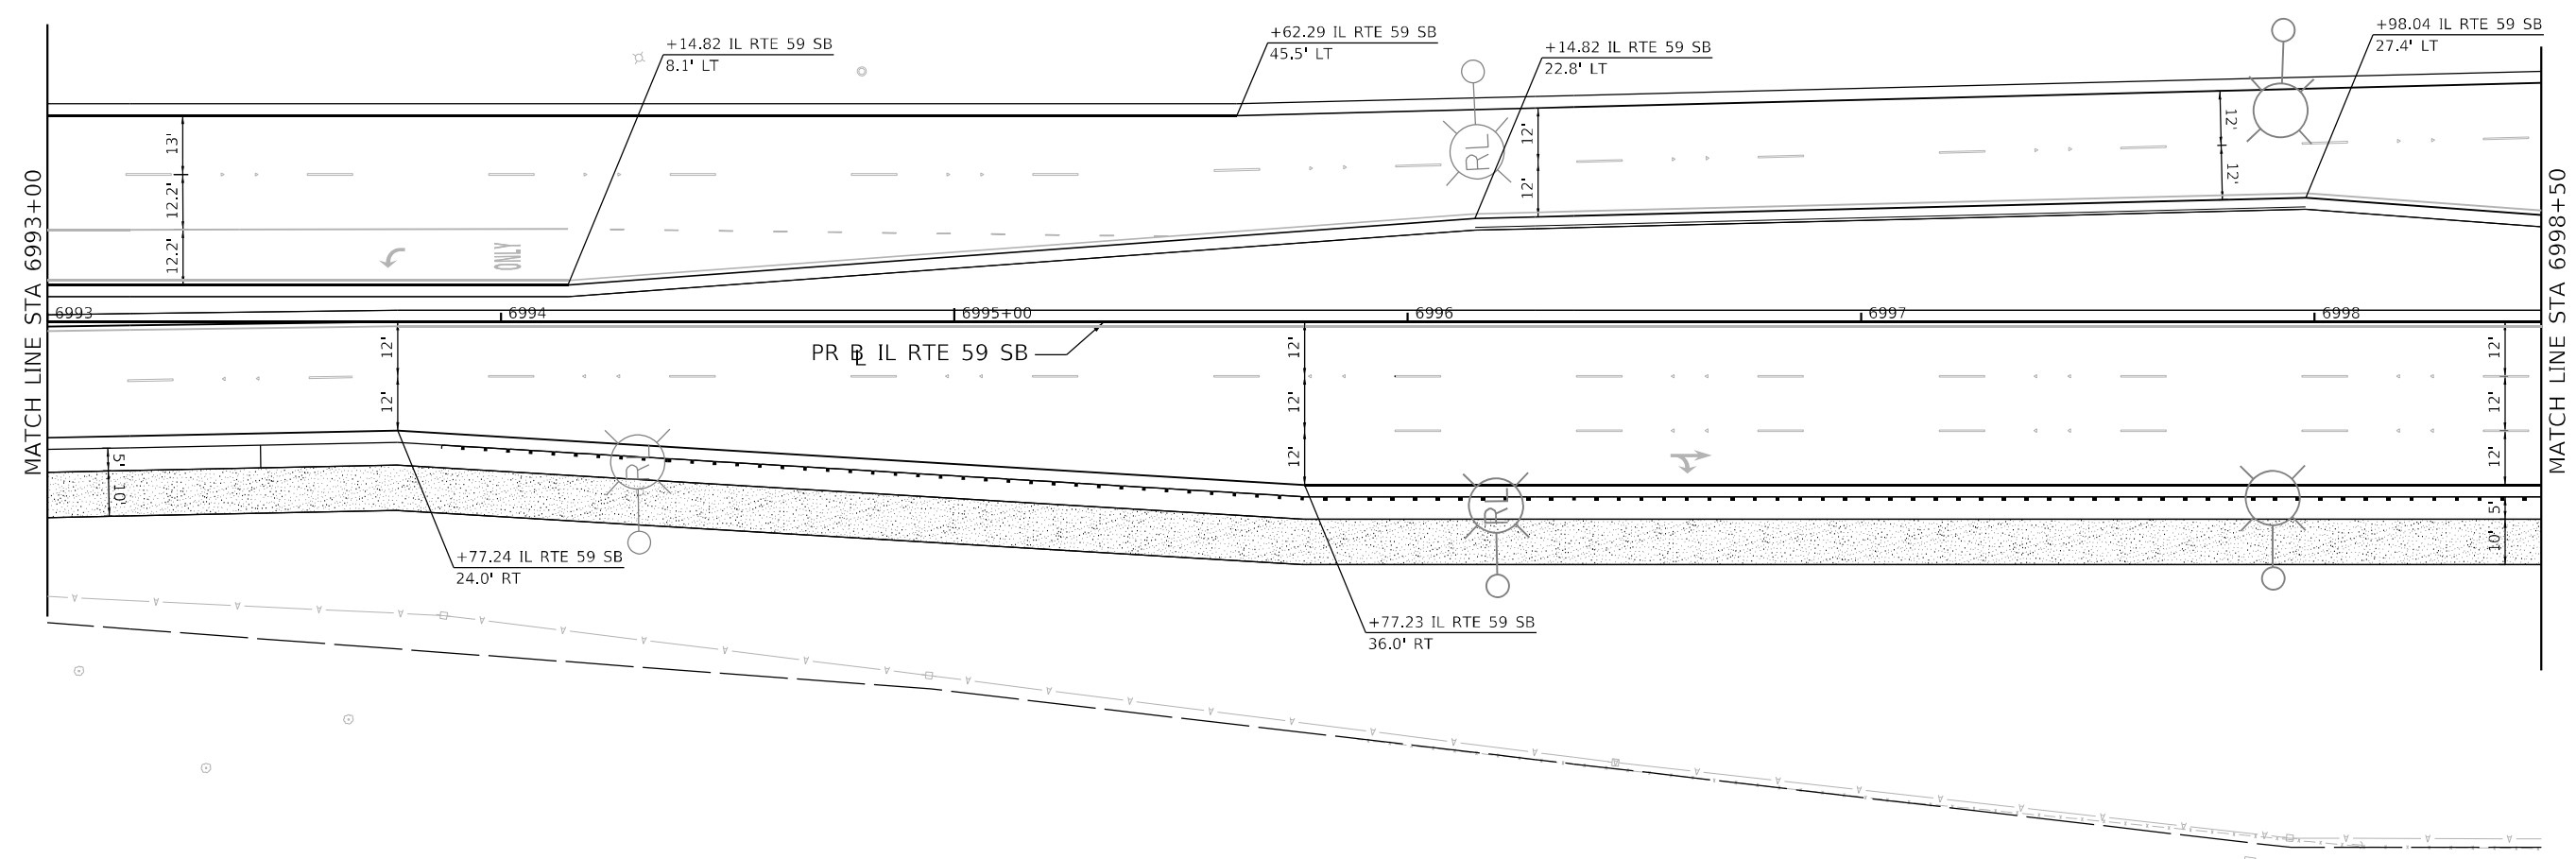 +14.82 IL RTE 59 SB
8.1' LT
+62.29 IL RTE 59 SB
45.5' LT
+14.82 IL RTE 59 SB
22.8' LT
+98.04 IL RTE 59 SB
27.4' LT
MATCH LINE STA 6993+00
13'
12.2'
12.2'
ONLY
RL
12'
12'
12'
12'
MATCH LINE STA 6998+50
6993
6994
6995+00
6996
6997
6998
PR BL IL RTE 59 SB
12'
12'
12'
12'
12'
12'
12'
12'
5'
10'
RL
RL
5'
10'
+77.24 IL RTE 59 SB
24.0' RT
+77.23 IL RTE 59 SB
36.0' RT